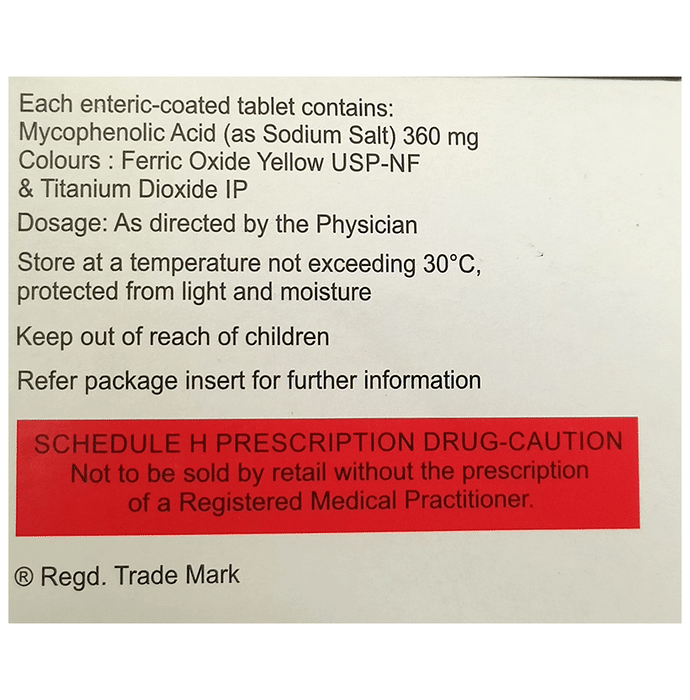 Each enteric-coated tablet contains:
Mycophenolic Acid (as Sodium Salt) 360 mg
Colours : Ferric Oxide Yellow USP-NF
& Titanium Dioxide IP
Dosage: As directed by the Physician
Store at a temperature not exceeding 30°C,
protected from light and moisture
Keep out of reach of children
Refer package insert for further information
SCHEDULE H PRESCRIPTION DRUG-CAUTION
Not to be sold by retail without the prescription
of a Registered Medical Practitioner.
® Regd. Trade Mark